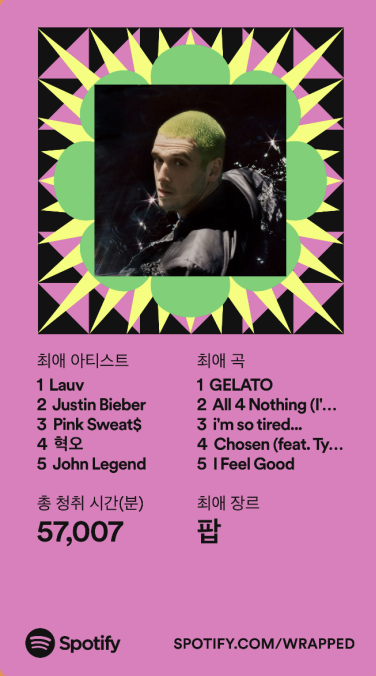 최애 아티스트
1 Lauv
2 Justin Bieber
3 Pink Sweat$
4 혁오
5 John Legend
최애 곡
1 GELATO
2 All 4 Nothing (I'...
3 i'm so tired...
4 Chosen (feat. Ty...
5 I Feel Good
총 청취 시간(분)
57,007
최애 장르
팝
Spotify
SPOTIFY.COM/WRAPPED